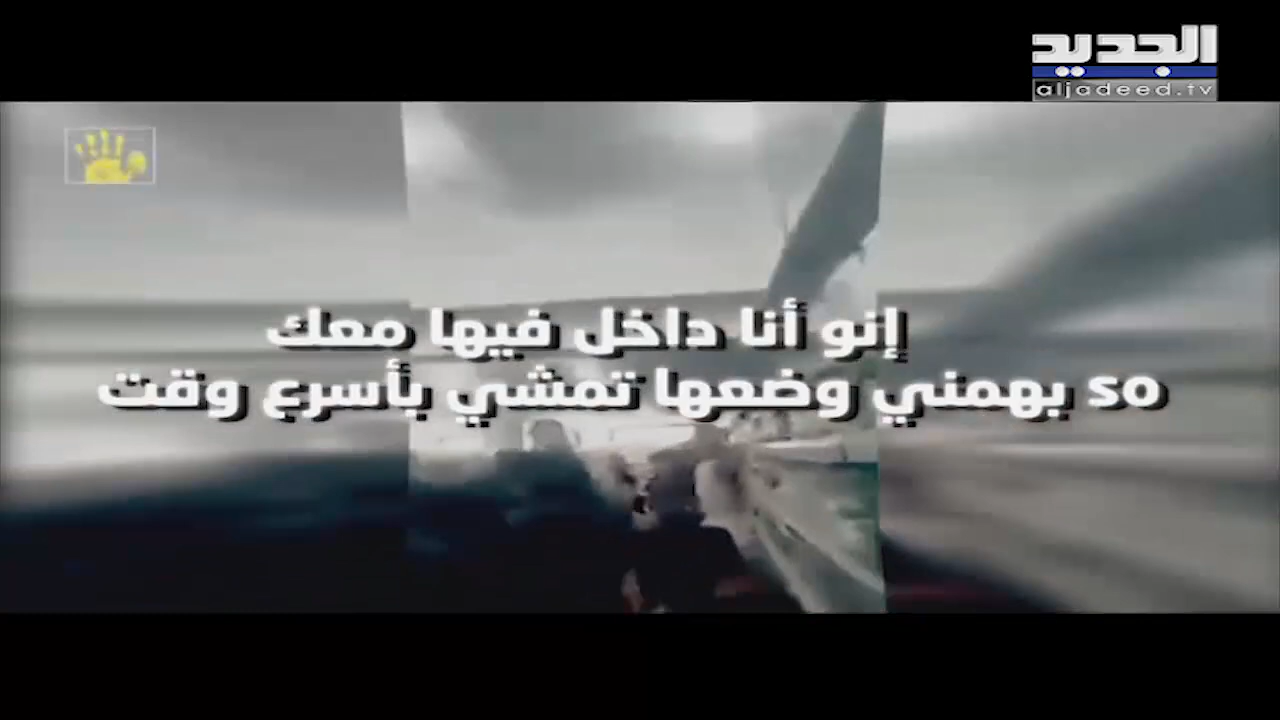 الجديد
aljadeed.tv
إنو أنا داخل فيها معك
so بهمني وضعها تمشي بأسرع وقت